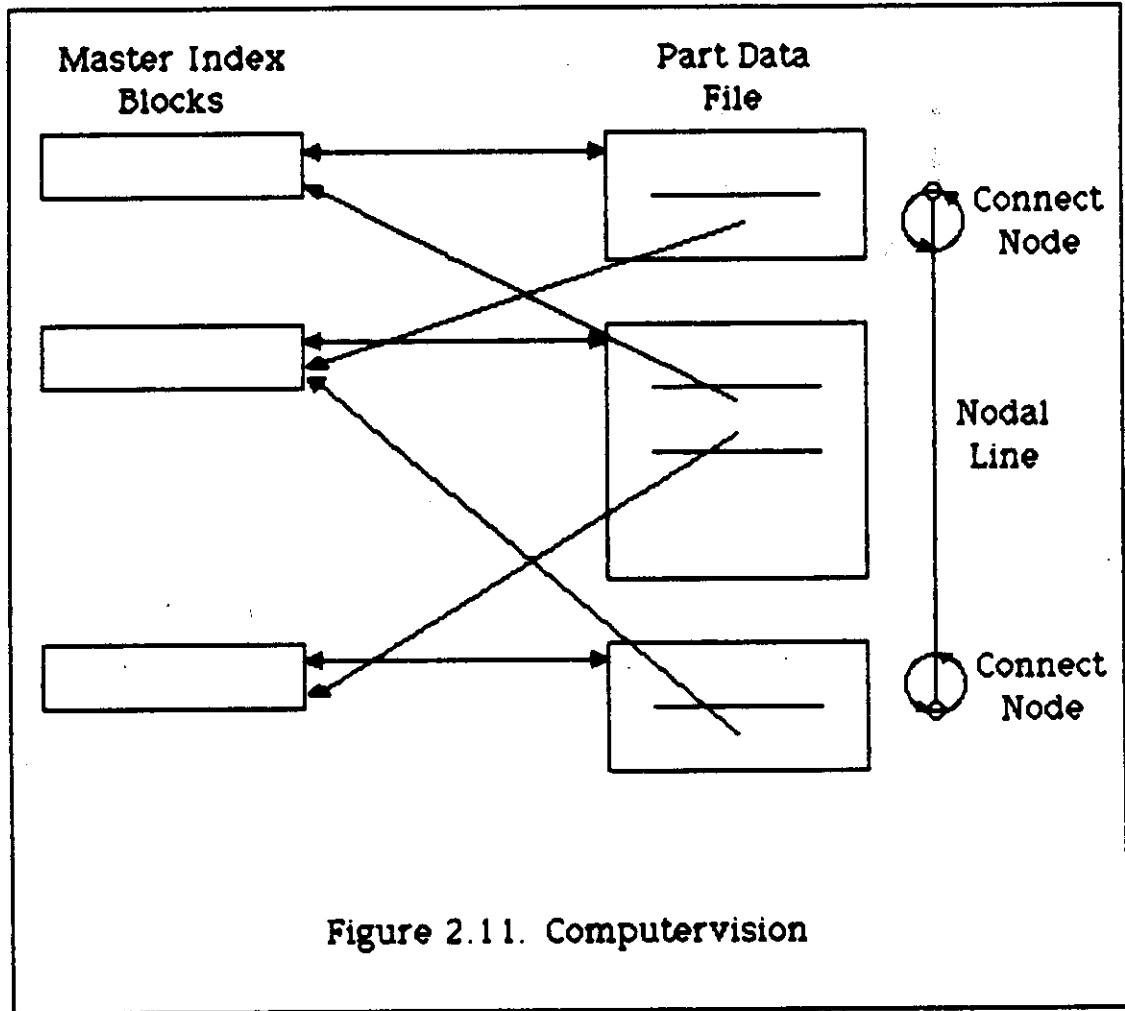 Master Index
Blocks
Part Data
File
Connect
Node
Nodal
Line
Connect
Node
Figure 2.11. Computervision